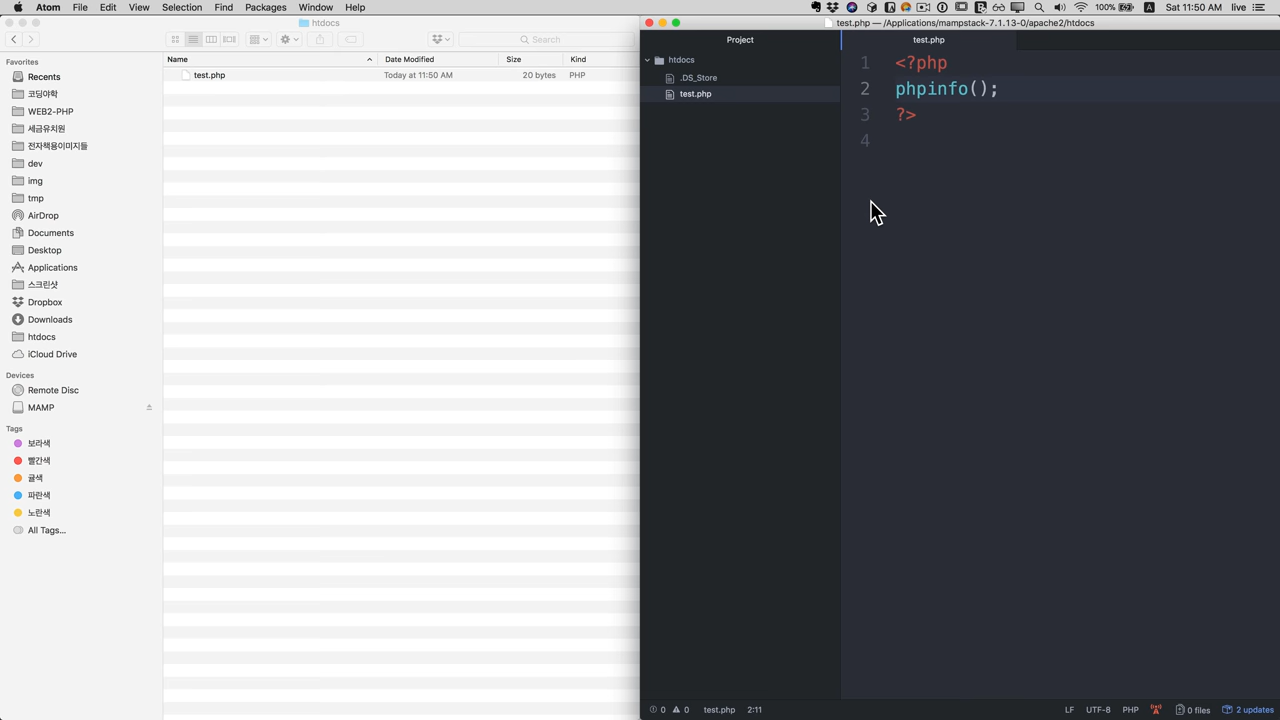 Atom File Edit View Selection Find Packages Window Help
100% Sat 11:50 AM live
htdocs
Search
Favorites
Recents
코딩야학
WEB2-PHP
세금유치원
전자책용이미지들
dev
img
tmp
AirDrop
Documents
Desktop
Applications
스크린샷
Dropbox
Downloads
htdocs
iCloud Drive
Devices
Remote Disc
MAMP
Tags
보라색
빨간색
귤색
파란색
노란색
All Tags...
Name Date Modified Size Kind
test.php Today at 11:50 AM 20 bytes PHP
test.php — /Applications/mampstack-7.1.13-0/apache2/htdocs
Project
htdocs
.DS_Store
test.php
test.php
1 <?php
2 phpinfo();
3 ?>
4
0 0 test.php 2:11 LF UTF-8 PHP 0 files 2 updates